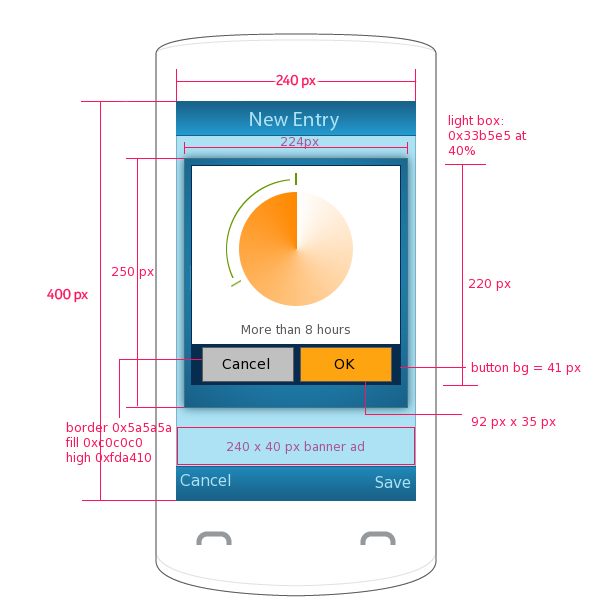 240 px
New Entry
light box:
0x33b5e5 at
40%
224px
250 px
400 px
220 px
More than 8 hours
Cancel
OK
button bg = 41 px
92 px x 35 px
border 0x5a5a5a
fill 0xc0c0c0
high 0xfda410
240 x 40 px banner ad
Cancel
Save